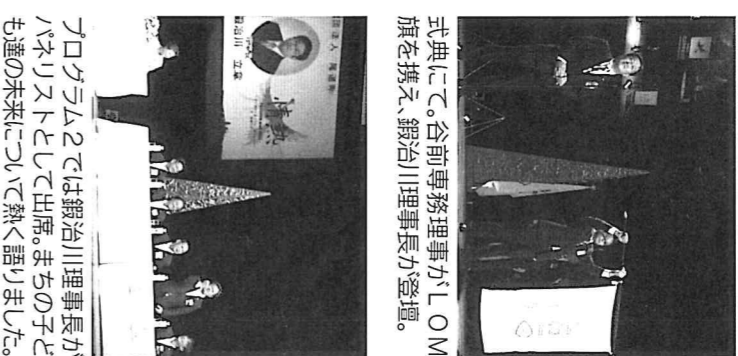 式典にて。谷前専務理事がLOM
旗を携え、鍛治川理事長が登壇。
プログラム2では鍛治川理事長が
パネリストとして出席。まちの子ど
も達の未来について熱く語りました。